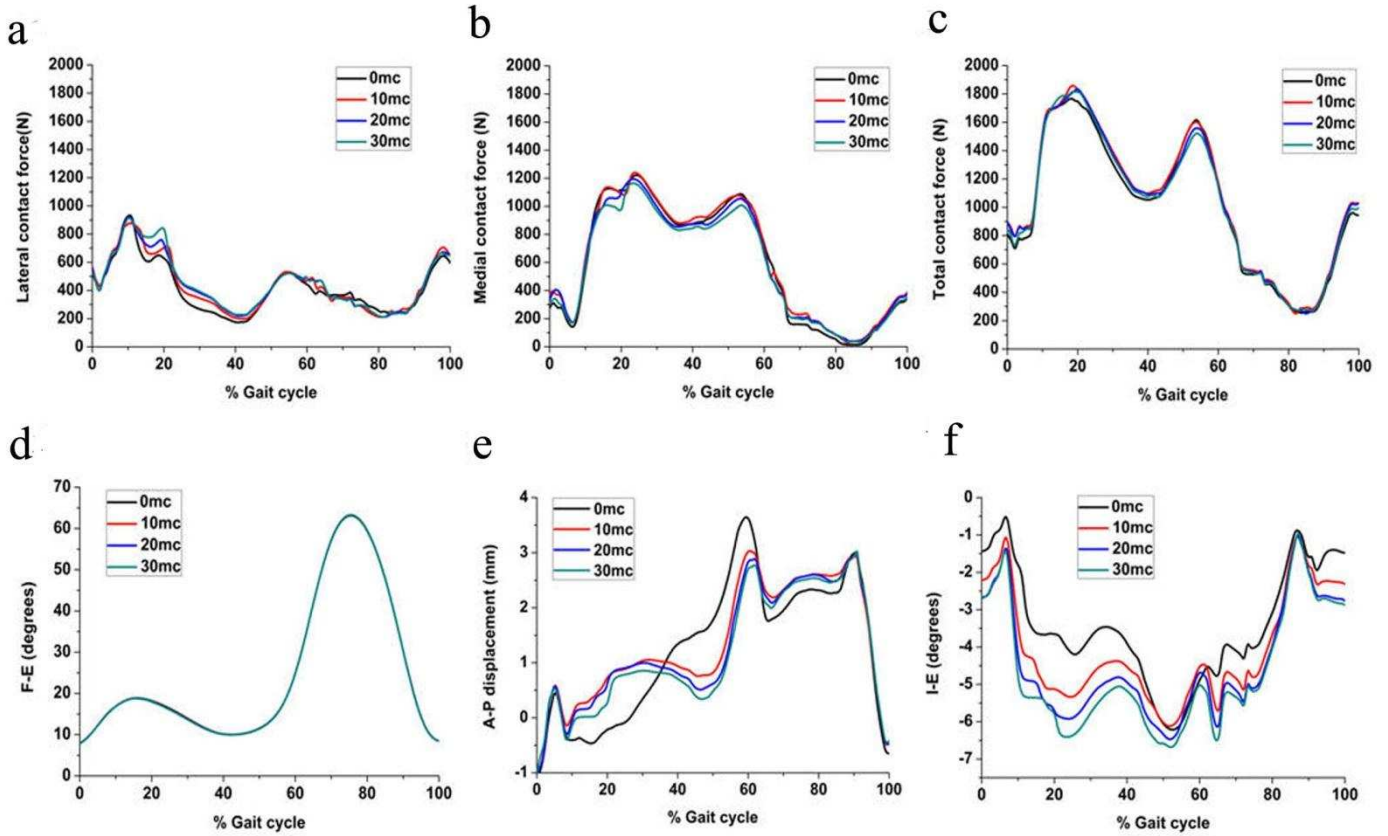 a
b
c
2000
1800
1600
1400
1200
1000
800
600
400
200
0
Lateral contact force(N)
0mc
10mc
20mc
30mc
0 20 40 60 80 100
% Gait cycle
2000
1800
1600
1400
1200
1000
800
600
400
200
0
Medial contact force (N)
0mc
10mc
20mc
30mc
0 20 40 60 80 100
% Gait cycle
2000
1800
1600
1400
1200
1000
800
600
400
200
0
Total contact force (N)
0mc
10mc
20mc
30mc
0 20 40 60 80 100
% Gait cycle
d
e
f
70
60
50
40
30
20
10
0
F-E (degrees)
0mc
10mc
20mc
30mc
0 20 40 60 80 100
% Gait cycle
4
3
2
1
0
-1
A-P displacement (mm)
0mc
10mc
20mc
30mc
0 20 40 60 80 100
% Gait cycle
-0
-1
-2
-3
-4
-5
-6
-7
I-E (degrees)
0mc
10mc
20mc
30mc
0 20 40 60 80 100
% Gait cycle